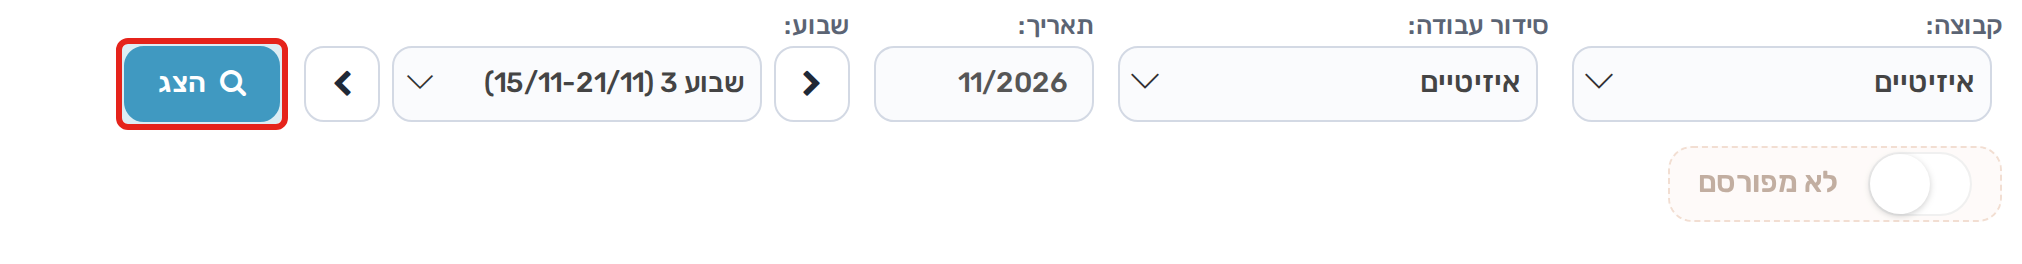 קבוצה:
סידור עבודה:
תאריך:
שבוע:
איזיטיים
איזיטיים
11/2026
שבוע 3 (15/11-21/11)
הצג
לא מפורסם